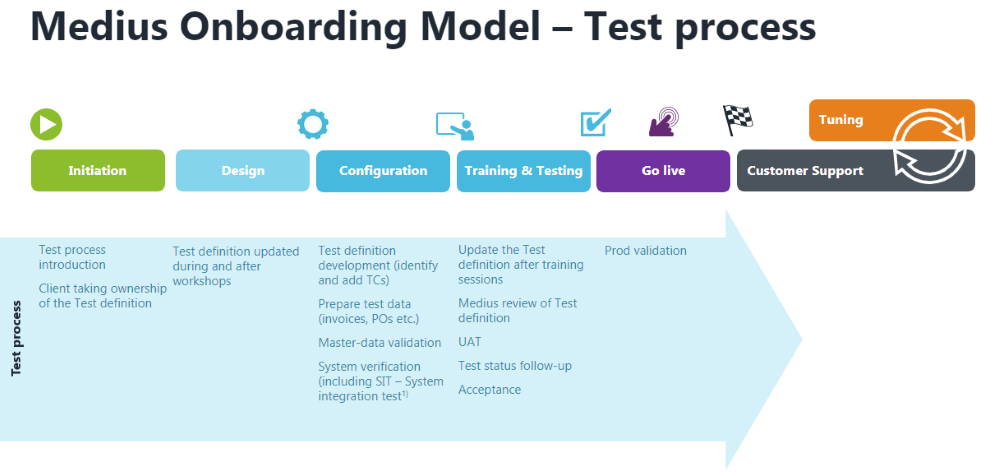 Medius Onboarding Model – Test process
Tuning
Initiation
Design
Configuration
Training & Testing
Go live
Customer Support
Test process
Test process
introduction
Client taking ownership
of the Test definition
Test definition updated
during and after
workshops
Test definition
development (identify
and add TCs)
Prepare test data
(invoices, POs etc.)
Master-data validation
System verification
(including SIT – System
integration test¹⁾
Update the Test
definition after training
sessions
Medius review of Test
definition
UAT
Test status follow-up
Acceptance
Prod validation